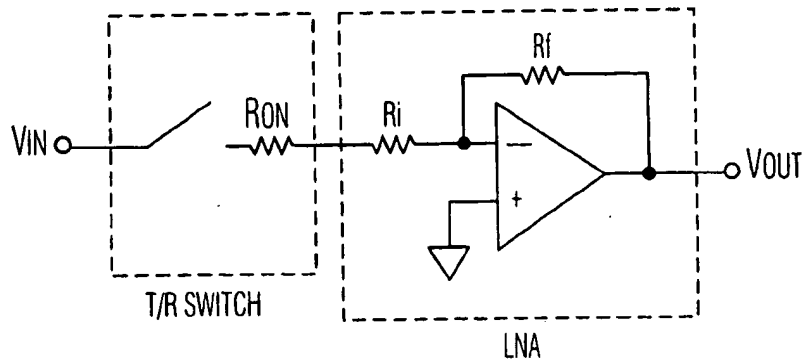 Rf
RON
Ri
VIN
−
+
VOUT
T/R SWITCH
LNA